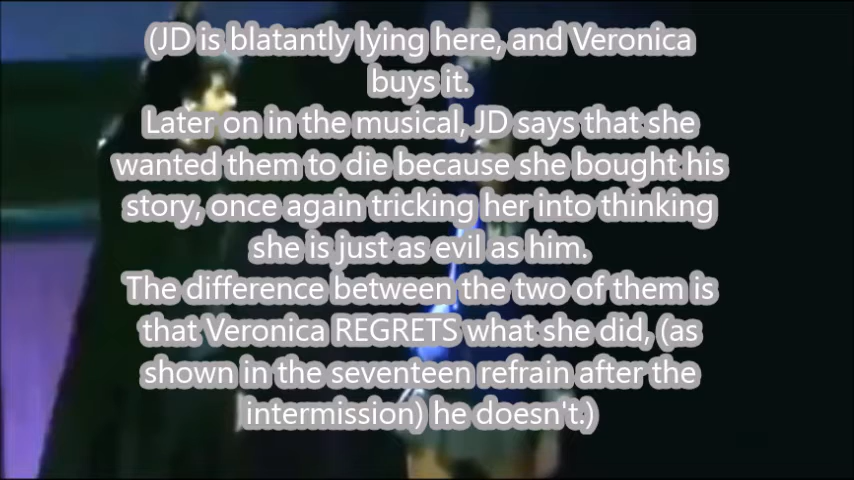 (JD is blatantly lying here, and Veronica
buys it.
Later on in the musical, JD says that she
wanted them to die because she bought his
story, once again tricking her into thinking
she is just as evil as him.
The difference between the two of them is
that Veronica REGRETS what she did, (as
shown in the seventeen refrain after the
intermission) he doesn't.)